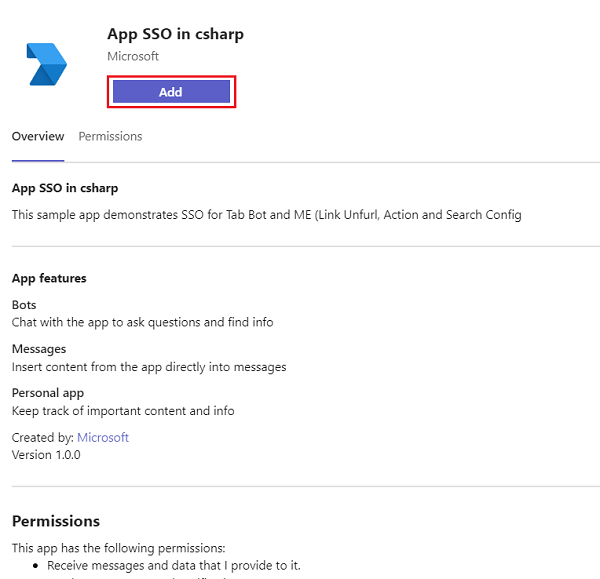 App SSO in csharp
Microsoft
Add
Overview Permissions
App SSO in csharp
This sample app demonstrates SSO for Tab Bot and ME (Link Unfurl, Action and Search Config
App features
Bots
Chat with the app to ask questions and find info
Messages
Insert content from the app directly into messages
Personal app
Keep track of important content and info
Created by: Microsoft
Version 1.0.0
Permissions
This app has the following permissions:
• Receive messages and data that I provide to it.